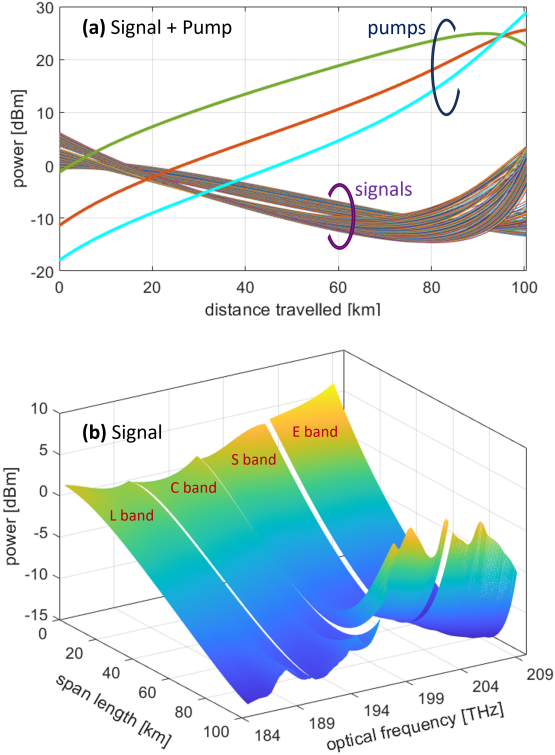 (a) Signal + Pump
pumps
signals
power [dBm]
30
20
10
0
-10
-20
0
20
40
60
80
100
distance travelled [km]
(b) Signal
E band
S band
C band
L band
power [dBm]
10
5
0
-5
-10
-15
0
20
40
60
80
100
span length [km]
184
189
194
199
204
209
optical frequency [THz]